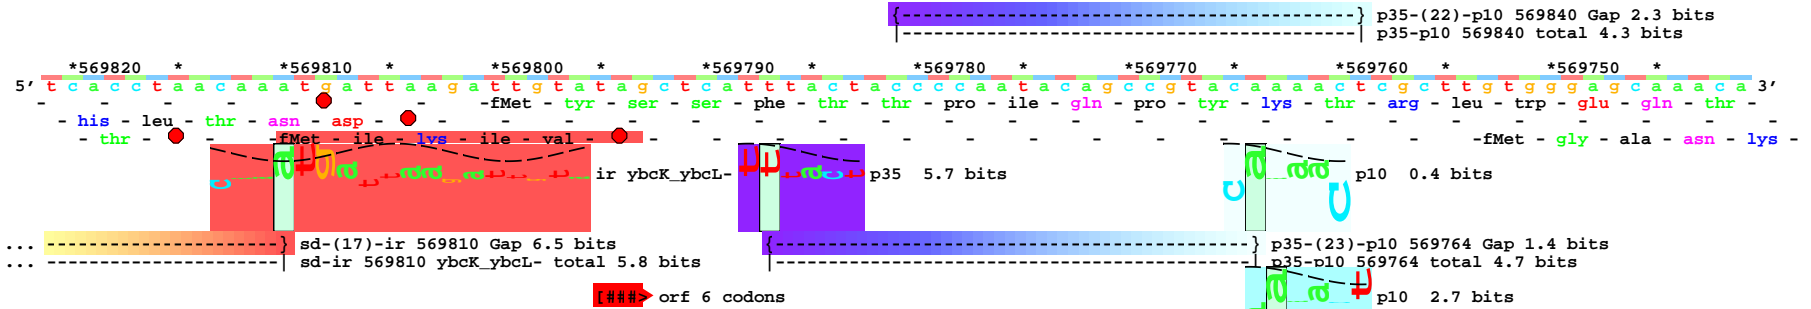 {---------------------------------------} p35-(22)-p10 569840 Gap 2.3 bits
|---------------------------------------| p35-p10 569840 total 4.3 bits
*569820 * *569810 * *569800 * *569790 * *569780 * *569770 * *569760 * *569750 *
5' t c a c c t a a c a a a t g a t t a a g a t t g t a t a g c t c a t t t a c t a c c c c a a t a c a g c c g t a c a a a a c t c g c t t g t g g g a g c a a a c a 3'
- - - - - - -fMet - tyr - ser - ser - phe - thr - thr - pro - ile - gln - pro - tyr - lys - thr - arg - leu - trp - glu - gln - thr -
- his - leu - thr - asn - asp - - - - - - - - - - - - - - - - - - - -
- thr - - -fMet - ile - lys - ile - val - - - - - - - - - - - - - - -fMet - gly - ala - asn - lys -
ir ybcK_ybcL- p35 5.7 bits p10 0.4 bits
... --------------------} sd-(17)-ir 569810 Gap 6.5 bits {----------------------------------------} p35-(23)-p10 569764 Gap 1.4 bits
... --------------------| sd-ir 569810 ybcK_ybcL- total 5.8 bits |----------------------------------------| p35-p10 569764 total 4.7 bits
[###> orf 6 codons p10 2.7 bits